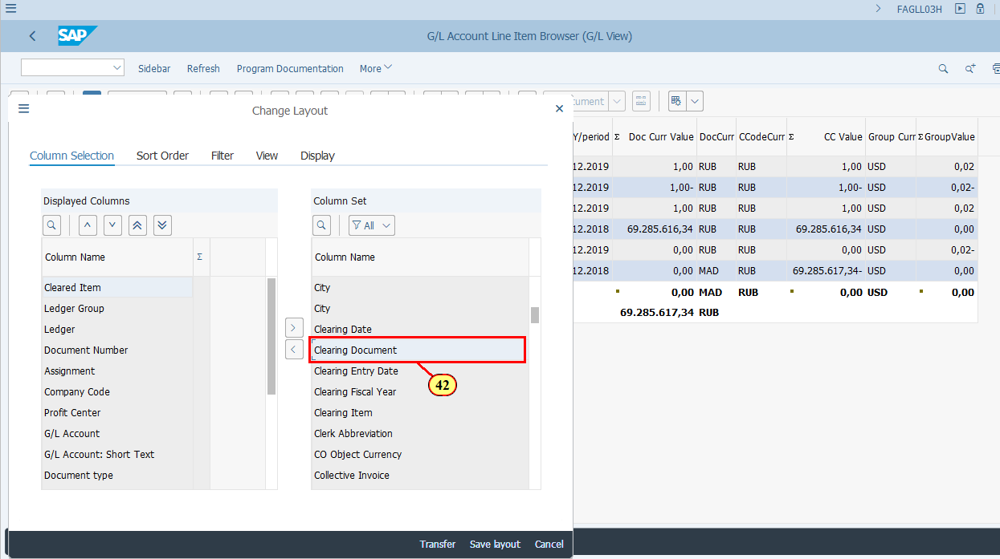 FAGLL03H
SAP
G/L Account Line Item Browser (G/L View)
Sidebar Refresh Program Documentation More
Change Layout
Column Selection Sort Order Filter View Display
Displayed Columns
Column Name Σ
Cleared Item
Ledger Group
Ledger
Document Number
Assignment
Company Code
Profit Center
G/L Account
G/L Account: Short Text
Document type
Column Set
All
Column Name
City
City
Clearing Date
Clearing Document
Clearing Entry Date
Clearing Fiscal Year
Clearing Item
Clerk Abbreviation
CO Object Currency
Collective Invoice
42
Transfer Save layout Cancel
ument
Y/period Σ Doc Curr Value DocCurr CCodeCurr Σ CC Value Group Curr Σ GroupValue
12.2019 1,00 RUB RUB 1,00 USD 0,02
12.2019 1,00- RUB RUB 1,00- USD 0,02-
12.2019 1,00 RUB RUB 1,00 USD 0,02
12.2018 69.285.616,34 RUB RUB 69.285.616,34 USD 0,00
12.2019 0,00 RUB RUB 0,00 USD 0,02-
12.2018 0,00 MAD RUB 69.285.617,34- USD 0,00
0,00 MAD RUB 0,00 USD 0,00
69.285.617,34 RUB